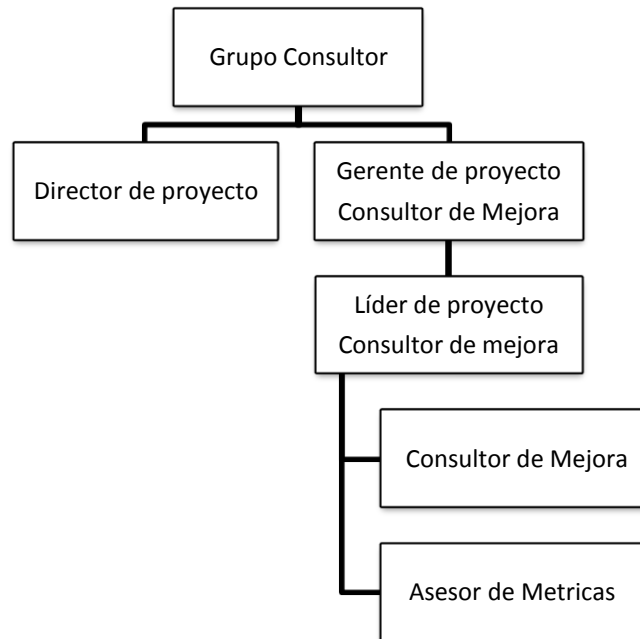 Grupo Consultor
Director de proyecto
Gerente de proyecto
Consultor de Mejora
Líder de proyecto
Consultor de mejora
Consultor de Mejora
Asesor de Metricas